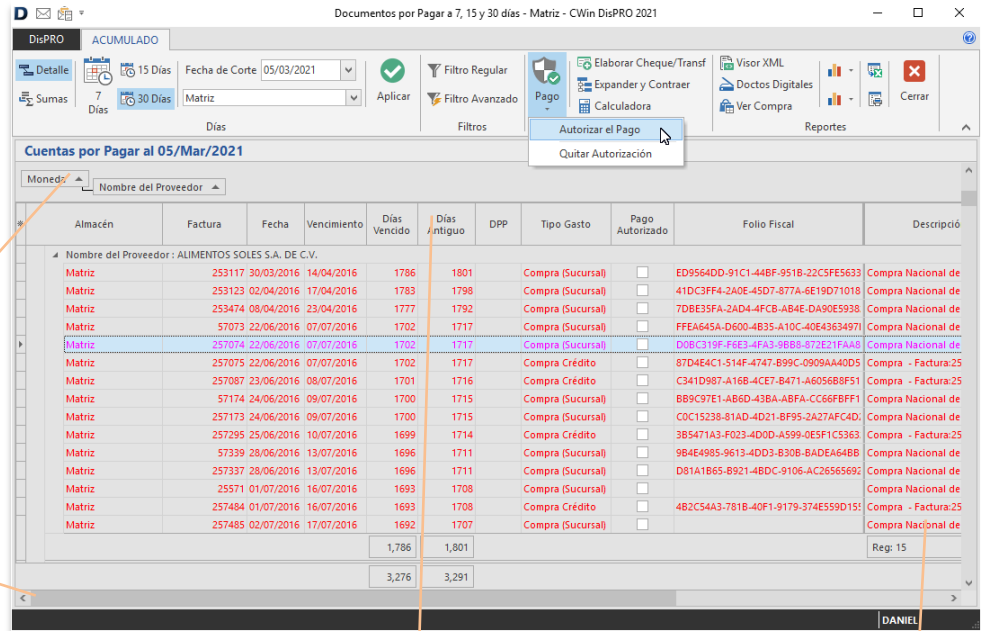 Documentos por Pagar a 7, 15 y 30 días - Matriz - CWin DisPRO 2021
DisPRO ACUMULADO
Detalle 15 Días Fecha de Corte 05/03/2021 Filtro Regular Elaborar Cheque/Transf Visor XML
Sumas 7 Días 30 Días Matriz Aplicar Filtro Avanzado Pago Expander y Contraer Doctos Digitales Cerrar
Calculadora Ver Compra
Días Filtros Reportes
Autorizar el Pago
Quitar Autorización
Cuentas por Pagar al 05/Mar/2021
Moneda
Nombre del Proveedor
Almacén Factura Fecha Vencimiento Días Vencido Días Antiguo DPP Tipo Gasto Pago Autorizado Folio Fiscal Descripció
Nombre del Proveedor : ALIMENTOS SOLES S.A. DE C.V.
Matriz 253117 30/03/2016 14/04/2016 1786 1801 Compra (Sucursal) ED9564DD-91C1-44BF-951B-22C5FE5633 Compra Nacional de
Matriz 253123 02/04/2016 17/04/2016 1783 1798 Compra (Sucursal) 41DC3FF4-2A0E-45D7-877A-6E19D71018 Compra Nacional de
Matriz 253474 08/04/2016 23/04/2016 1777 1792 Compra (Sucursal) 7DBE35FA-2AD4-4FCB-AB4E-DA90E5938 Compra Nacional de
Matriz 57073 22/06/2016 07/07/2016 1702 1717 Compra (Sucursal) FFEA645A-D600-4B35-A10C-40E4363497 Compra Nacional de
Matriz 257074 22/06/2016 07/07/2016 1702 1717 Compra (Sucursal) D0BC319F-F6E3-4FA3-9BB8-872E21FAA8 Compra Nacional de
Matriz 257075 22/06/2016 07/07/2016 1702 1717 Compra Crédito 87D4E4C1-514F-4747-B99C-0909AA40D5 Compra - Factura:25
Matriz 257087 23/06/2016 08/07/2016 1701 1716 Compra Crédito C341D987-A16B-4CE7-B471-A6056B8F51 Compra - Factura:25
Matriz 57174 24/06/2016 09/07/2016 1700 1715 Compra (Sucursal) BB9C97E1-AB6D-43BA-ABFA-CC66FBFF1 Compra Nacional de
Matriz 257173 24/06/2016 09/07/2016 1700 1715 Compra (Sucursal) C0C15238-81AD-4D21-BF95-2A27AFC4D Compra Nacional de
Matriz 257295 25/06/2016 10/07/2016 1699 1714 Compra Crédito 3B5471A3-F023-4D0D-A599-0E5F1C5363 Compra - Factura:25
Matriz 57339 28/06/2016 13/07/2016 1696 1711 Compra (Sucursal) 9B4E4985-9613-4DD3-B30B-BADEA64BB Compra Nacional de
Matriz 257337 28/06/2016 13/07/2016 1696 1711 Compra (Sucursal) D81A1B65-B921-4BDC-9106-AC2656569 Compra Nacional de
Matriz 25571 01/07/2016 16/07/2016 1693 1708 Compra (Sucursal) Compra Nacional de
Matriz 257484 01/07/2016 16/07/2016 1693 1708 Compra Crédito 4B2C54A3-781B-40F1-9179-374E559D15 Compra - Factura:25
Matriz 257485 02/07/2016 17/07/2016 1692 1707 Compra (Sucursal) Compra Nacional de
1,786 1,801 Reg: 15
3,276 3,291
DANIEL